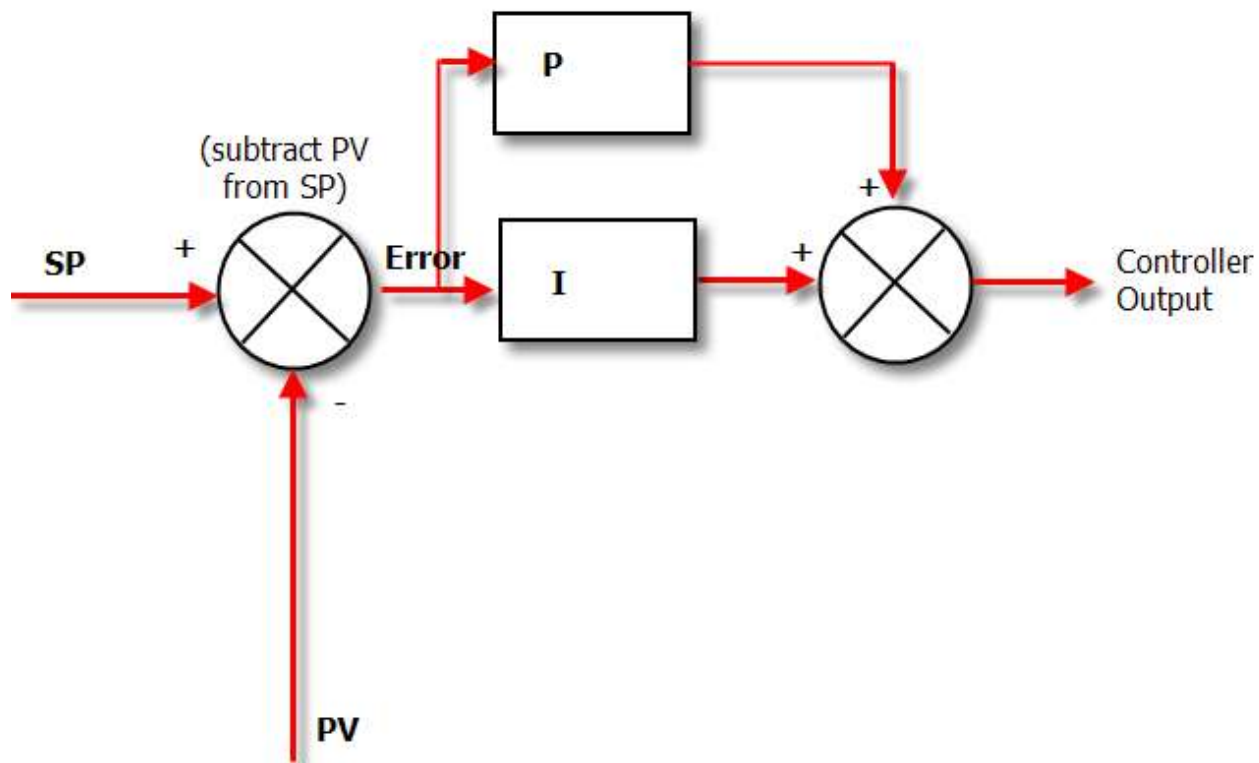 P
(subtract PV
from SP)
+
+
SP
Error
+
I
Controller
Output
-
PV